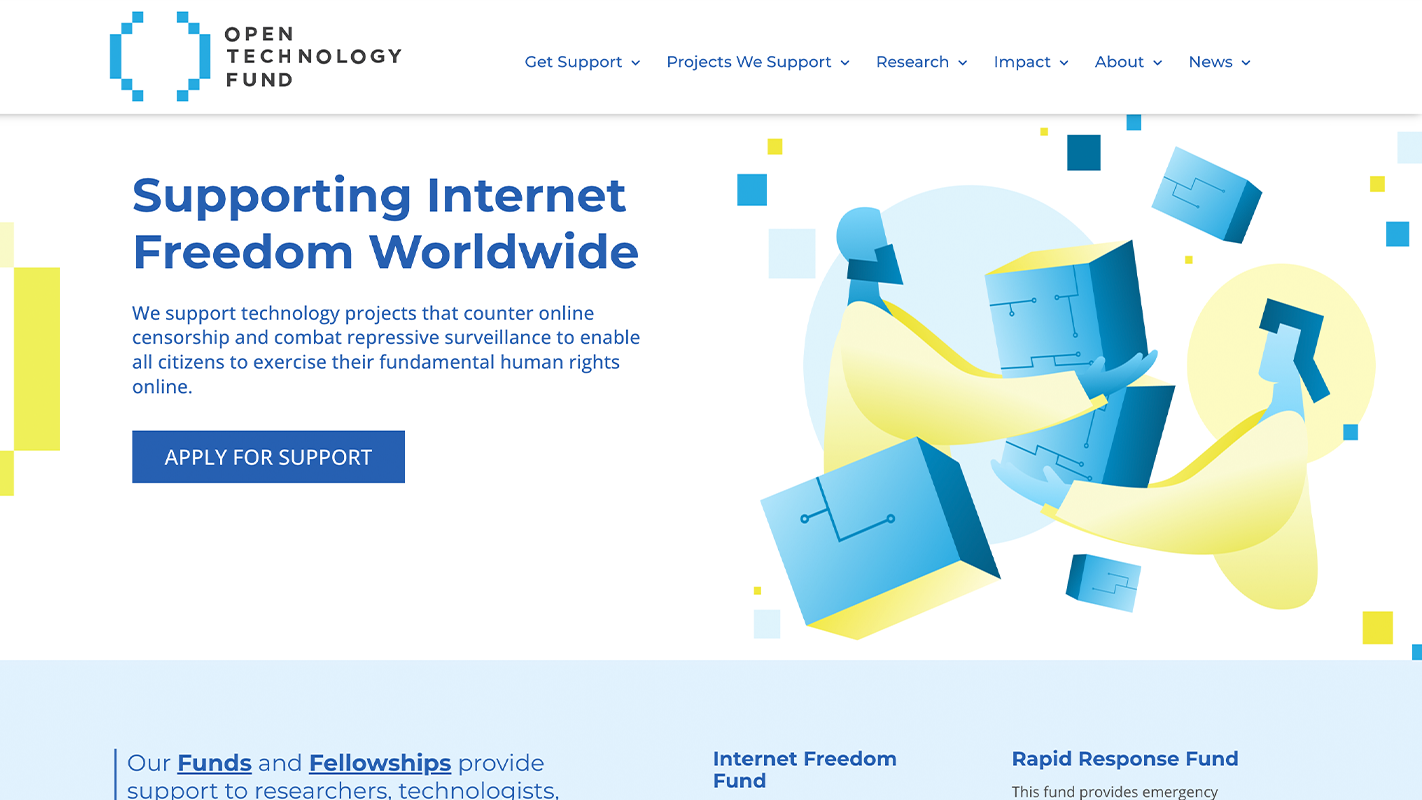 OPEN
TECHNOLOGY
FUND
Get Support
Projects We Support
Research
Impact
About
News
Supporting Internet
Freedom Worldwide
We support technology projects that counter online
censorship and combat repressive surveillance to enable
all citizens to exercise their fundamental human rights
online.
APPLY FOR SUPPORT
Our Funds and Fellowships provide
support to researchers, technologists,
Internet Freedom
Fund
Rapid Response Fund
This fund provides emergency